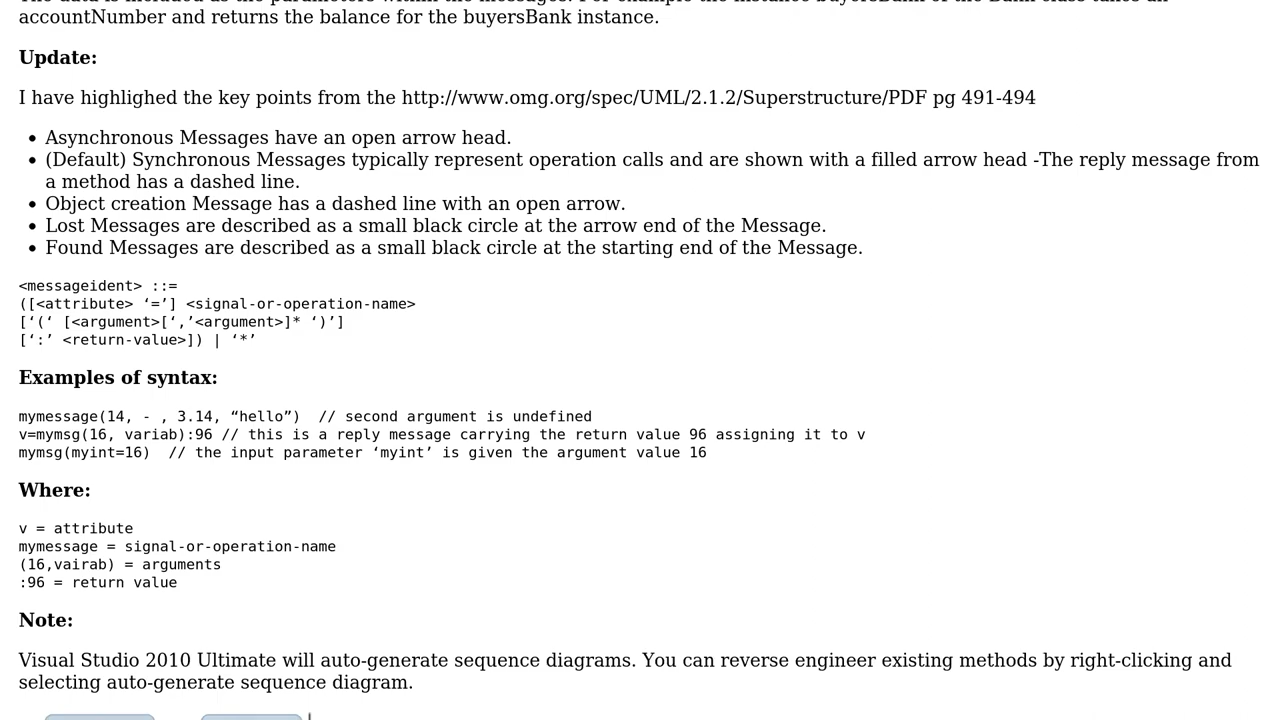 accountNumber and returns the balance for the buyersBank instance.
Update:
I have highlighed the key points from the http://www.omg.org/spec/UML/2.1.2/Superstructure/PDF pg 491-494
• Asynchronous Messages have an open arrow head.
• (Default) Synchronous Messages typically represent operation calls and are shown with a filled arrow head -The reply message from
a method has a dashed line.
• Object creation Message has a dashed line with an open arrow.
• Lost Messages are described as a small black circle at the arrow end of the Message.
• Found Messages are described as a small black circle at the starting end of the Message.
<messageident> ::=
([<attribute> ‘=’] <signal-or-operation-name>
[‘(‘ [<argument>[‘,’<argument>]* ‘)’]
[‘:’ <return-value>]) | ‘*’
Examples of syntax:
mymessage(14, - , 3.14, “hello”)  // second argument is undefined
v=mymsg(16, variab):96 // this is a reply message carrying the return value 96 assigning it to v
mymsg(myint=16)  // the input parameter ‘myint’ is given the argument value 16
Where:
v = attribute
mymessage = signal-or-operation-name
(16,vairab) = arguments
:96 = return value
Note:
Visual Studio 2010 Ultimate will auto-generate sequence diagrams. You can reverse engineer existing methods by right-clicking and
selecting auto-generate sequence diagram.